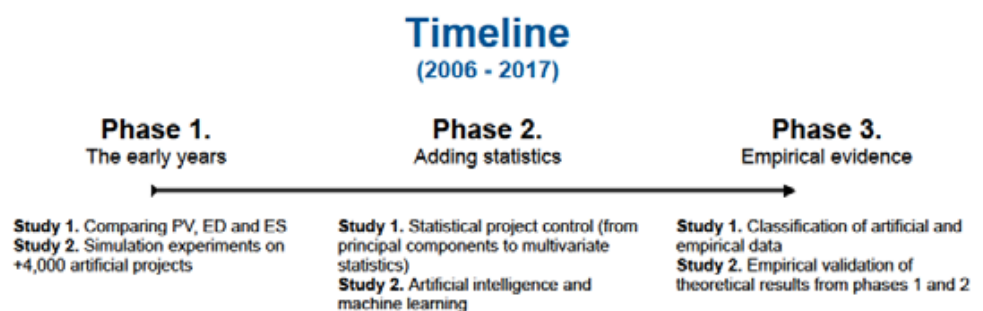 Timeline
(2006 - 2017)
Phase 1.
The early years
Study 1. Comparing PV, ED and ES
Study 2. Simulation experiments on
+4,000 artificial projects
Phase 2.
Adding statistics
Study 1. Statistical project control (from
principal components to multivariate
statistics)
Study 2. Artificial intelligence and
machine learning
Phase 3.
Empirical evidence
Study 1. Classification of artificial and
empirical data
Study 2. Empirical validation of
theoretical results from phases 1 and 2